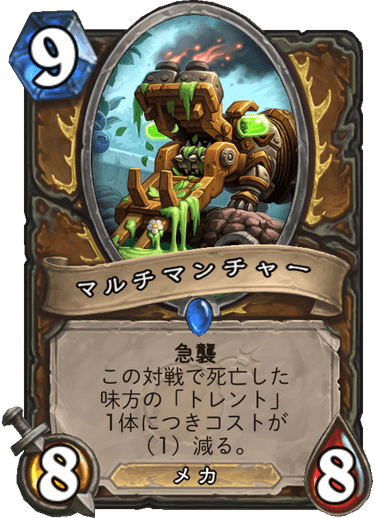 9
マルチマンチャー
急襲
この対戦で死亡した
味方の「トレント」
1体につきコストが
（1）減る。
8
メカ
8